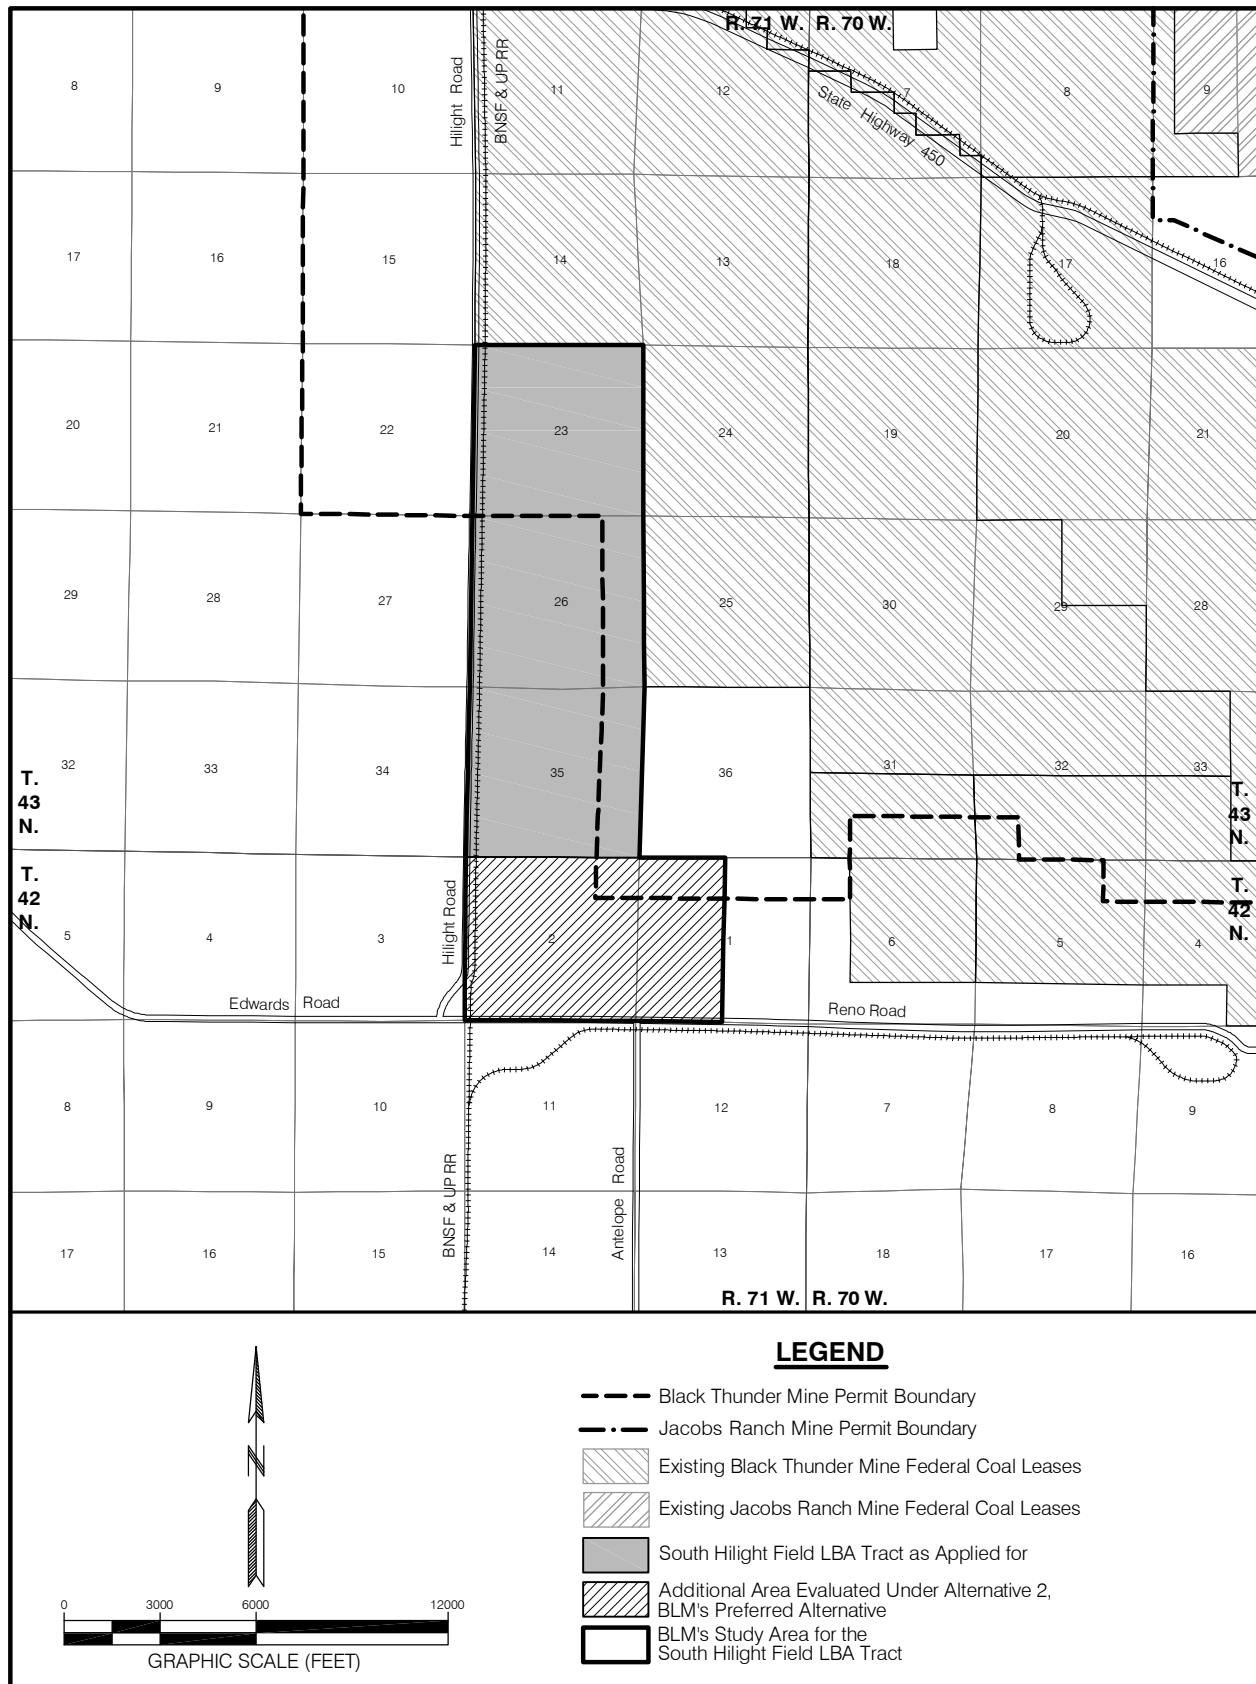 R. 71 W. R. 70 W.
8 9 10 11 12 7 8 9
Hilight Road
BNSF & UP RR
State Highway 450
17 16 15 14 13 18 17 16
20 21 22 23 24 19 20 21
29 28 27 26 25 30 29 28
32 33 34 35 36 31 32 33
T.
43
N.
T.
43
N.
T.
42
N.
T.
42
N.
5 4 3 2 1 6 5 4
Hilight Road
Edwards Road
Reno Road
8 9 10 11 12 7 8 9
BNSF & UP RR
Antelope Road
17 16 15 14 13 18 17 16
R. 71 W. R. 70 W.
LEGEND
Black Thunder Mine Permit Boundary
Jacobs Ranch Mine Permit Boundary
Existing Black Thunder Mine Federal Coal Leases
Existing Jacobs Ranch Mine Federal Coal Leases
South Hilight Field LBA Tract as Applied for
Additional Area Evaluated Under Alternative 2,
BLM's Preferred Alternative
BLM's Study Area for the
South Hilight Field LBA Tract
N
0 3000 6000 12000
GRAPHIC SCALE (FEET)